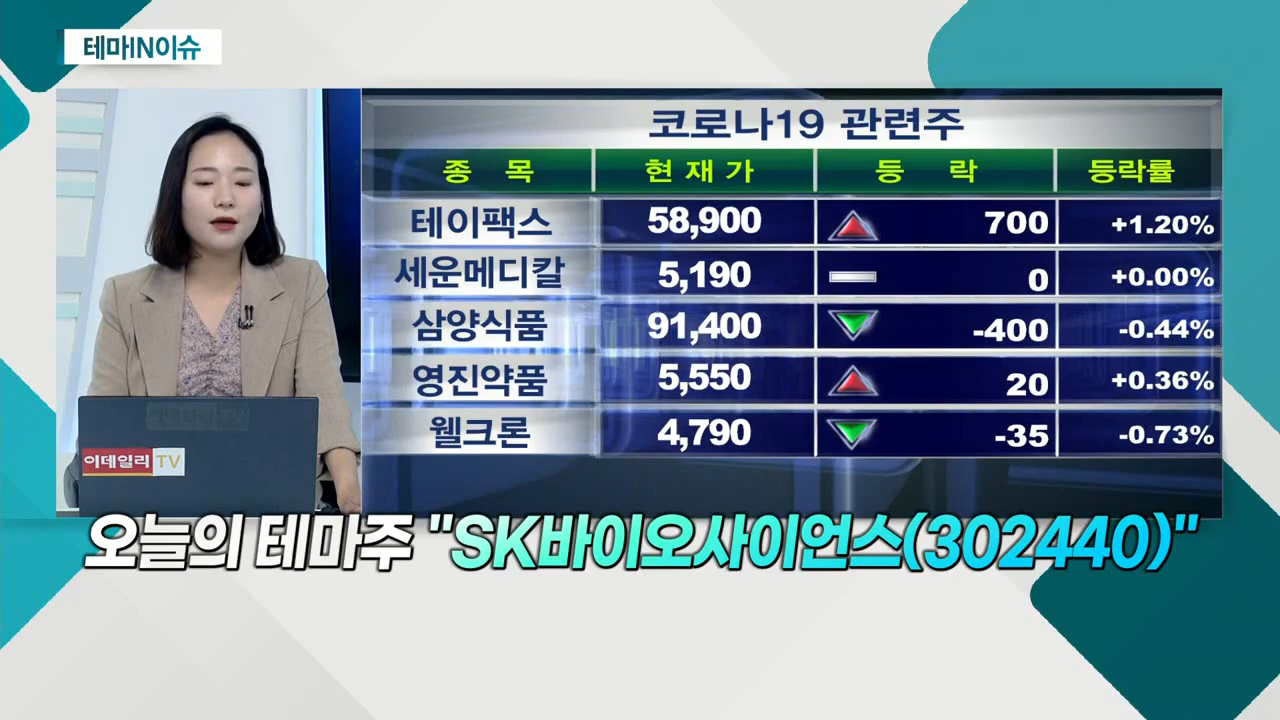 테마IN이슈
코로나19 관련주
종 목 현재가 등 락 등락률
테이팩스 58,900 700 +1.20%
세운메디칼 5,190 0 +0.00%
삼양식품 91,400 -400 -0.44%
영진약품 5,550 20 +0.36%
웰크론 4,790 -35 -0.73%
이데일리TV
오늘의 테마주 "SK바이오사이언스(302440)"